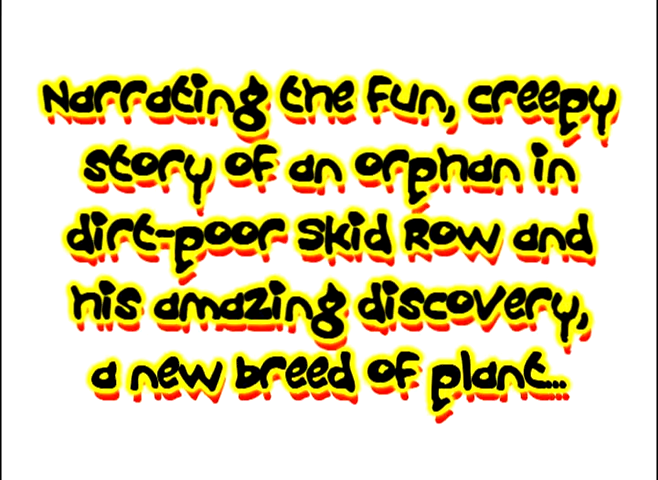 Narrating the fun, creepy
story of an orphan in
dirt-poor Skid Row and
his amazing discovery,
a new breed of plant...